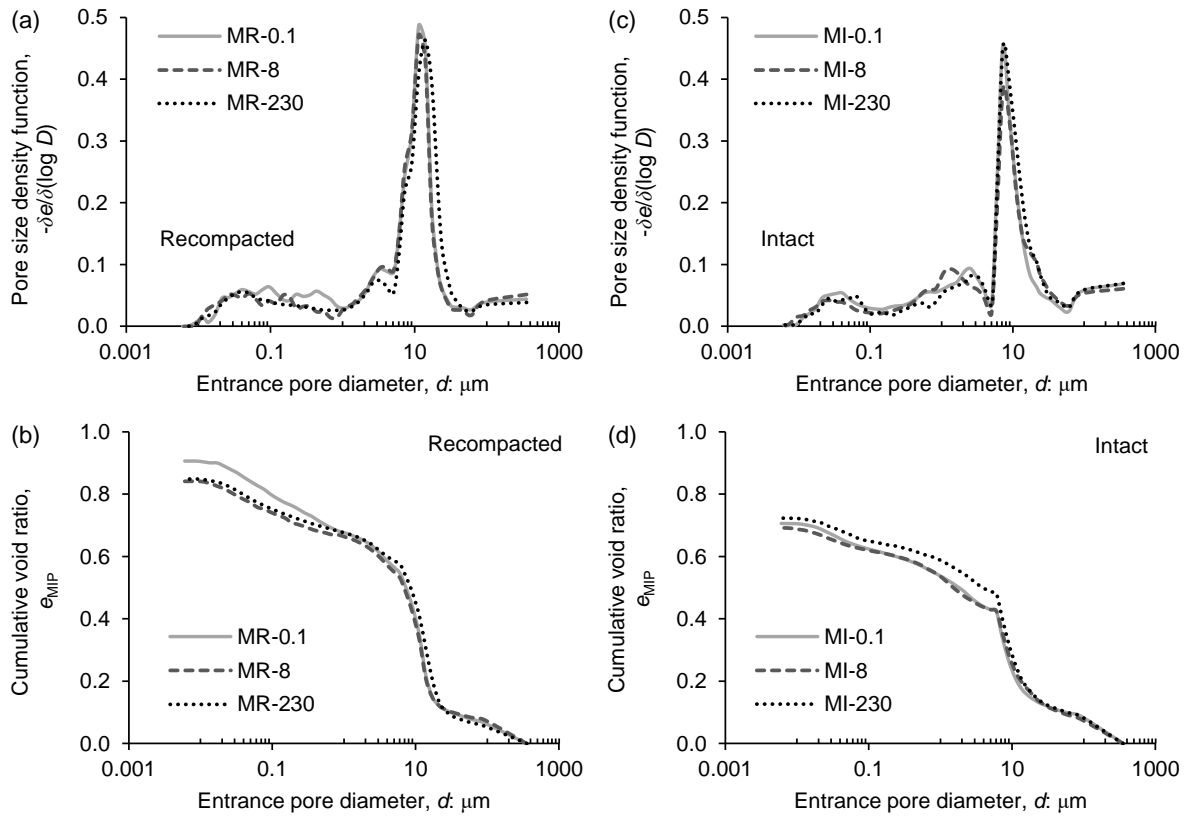 (a)
Pore size density function,
-δe/δ(log D)
0.5
0.4
0.3
0.2
0.1
0.0
MR-0.1
MR-8
MR-230
Recompacted
0.001 0.1 10 1000
Entrance pore diameter, d: μm
(c)
Pore size density function,
-δe/δ(log D)
0.5
0.4
0.3
0.2
0.1
0.0
MI-0.1
MI-8
MI-230
Intact
0.001 0.1 10 1000
Entrance pore diameter, d: μm
(b)
Cumulative void ratio,
eMIP
1.0
0.8
0.6
0.4
0.2
0.0
Recompacted
MR-0.1
MR-8
MR-230
0.001 0.1 10 1000
Entrance pore diameter, d: μm
(d)
Cumulative void ratio,
eMIP
1.0
0.8
0.6
0.4
0.2
0.0
Intact
MI-0.1
MI-8
MI-230
0.001 0.1 10 1000
Entrance pore diameter, d: μm